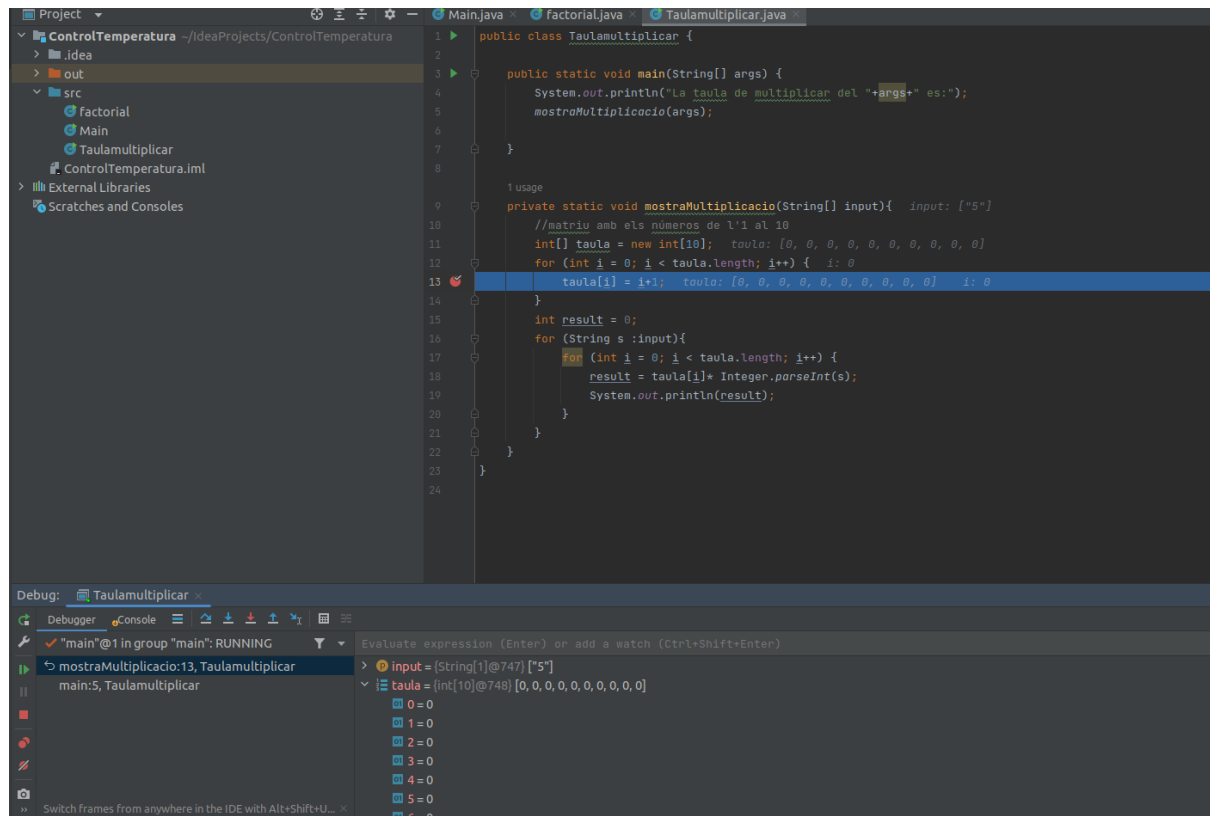 Project
Main.java
factorial.java
Taulamultiplicar.java
ControlTemperatura ~/IdeaProjects/ControlTemperatura
.idea
out
src
factorial
Main
Taulamultiplicar
ControlTemperatura.iml
External Libraries
Scratches and Consoles
1 public class Taulamultiplicar {
2
3 public static void main(String[] args) {
4 System.out.println("La taula de multiplicar del "+args+" es:");
5 mostraMultiplicacio(args);
6
7 }
8
1 usage
9 private static void mostraMultiplicacio(String[] input){ input: ["5"]
10 //matriu amb els números de l'1 al 10
11 int[] taula = new int[10]; taula: [0, 0, 0, 0, 0, 0, 0, 0, 0, 0]
12 for (int i = 0; i < taula.length; i++) { i: 0
13 taula[i] = i+1; taula: [0, 0, 0, 0, 0, 0, 0, 0, 0, 0] i: 0
14 }
15 int result = 0;
16 for (String s :input){
17 for (int i = 0; i < taula.length; i++) {
18 result = taula[i]* Integer.parseInt(s);
19 System.out.println(result);
20 }
21 }
22 }
23 }
24
Debug: Taulamultiplicar
Debugger Console
"main"@1 in group "main": RUNNING
Evaluate expression (Enter) or add a watch (Ctrl+Shift+Enter)
mostraMultiplicacio:13, Taulamultiplicar
main:5, Taulamultiplicar
input = {String[1]@747} ["5"]
taula = {int[10]@748} [0, 0, 0, 0, 0, 0, 0, 0, 0, 0]
0 = 0
1 = 0
2 = 0
3 = 0
4 = 0
5 = 0
Switch frames from anywhere in the IDE with Alt+Shift+U...